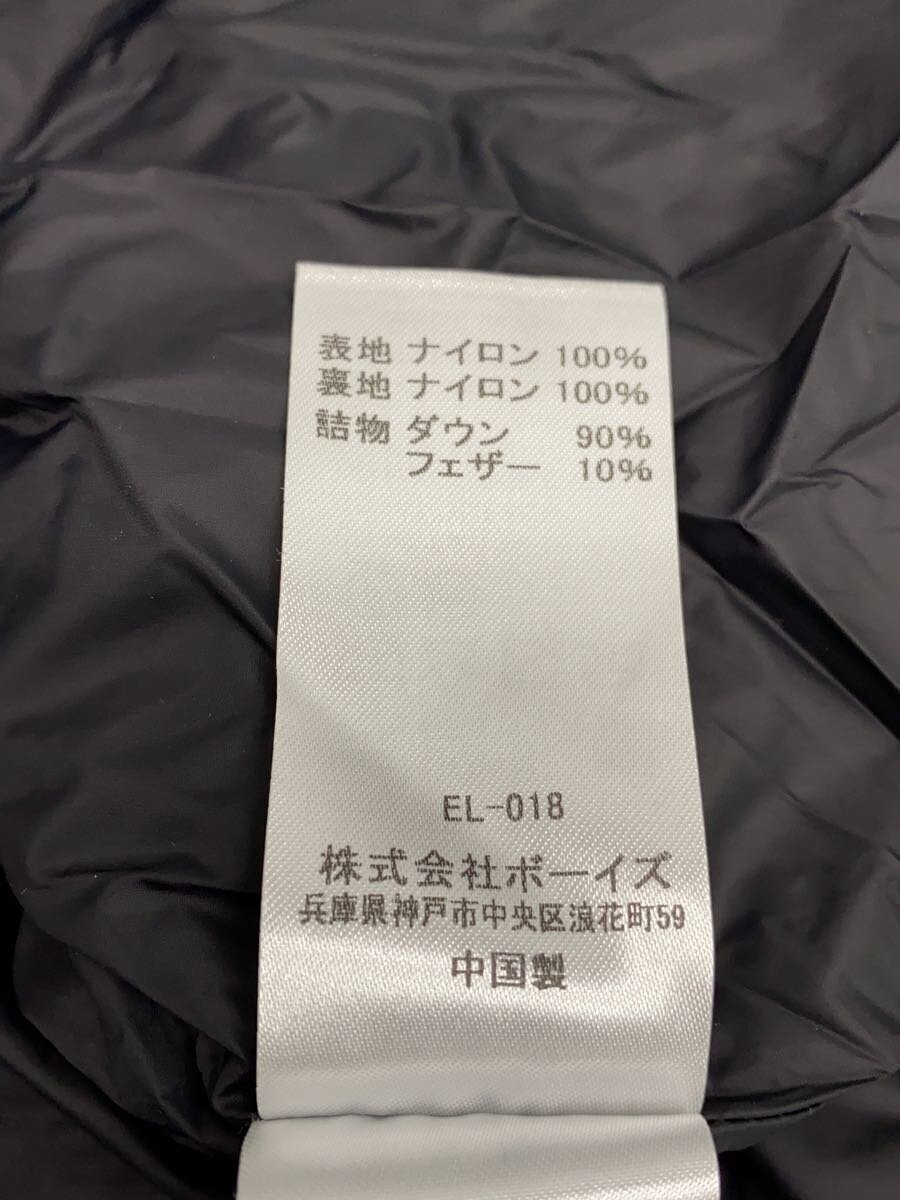 表地 ナイロン 100%
裏地 ナイロン 100%
詰物 ダウン 90%
フェザー 10%
EL-018
株式会社ボーイズ
兵庫県神戸市中央区浪花町59
中国製